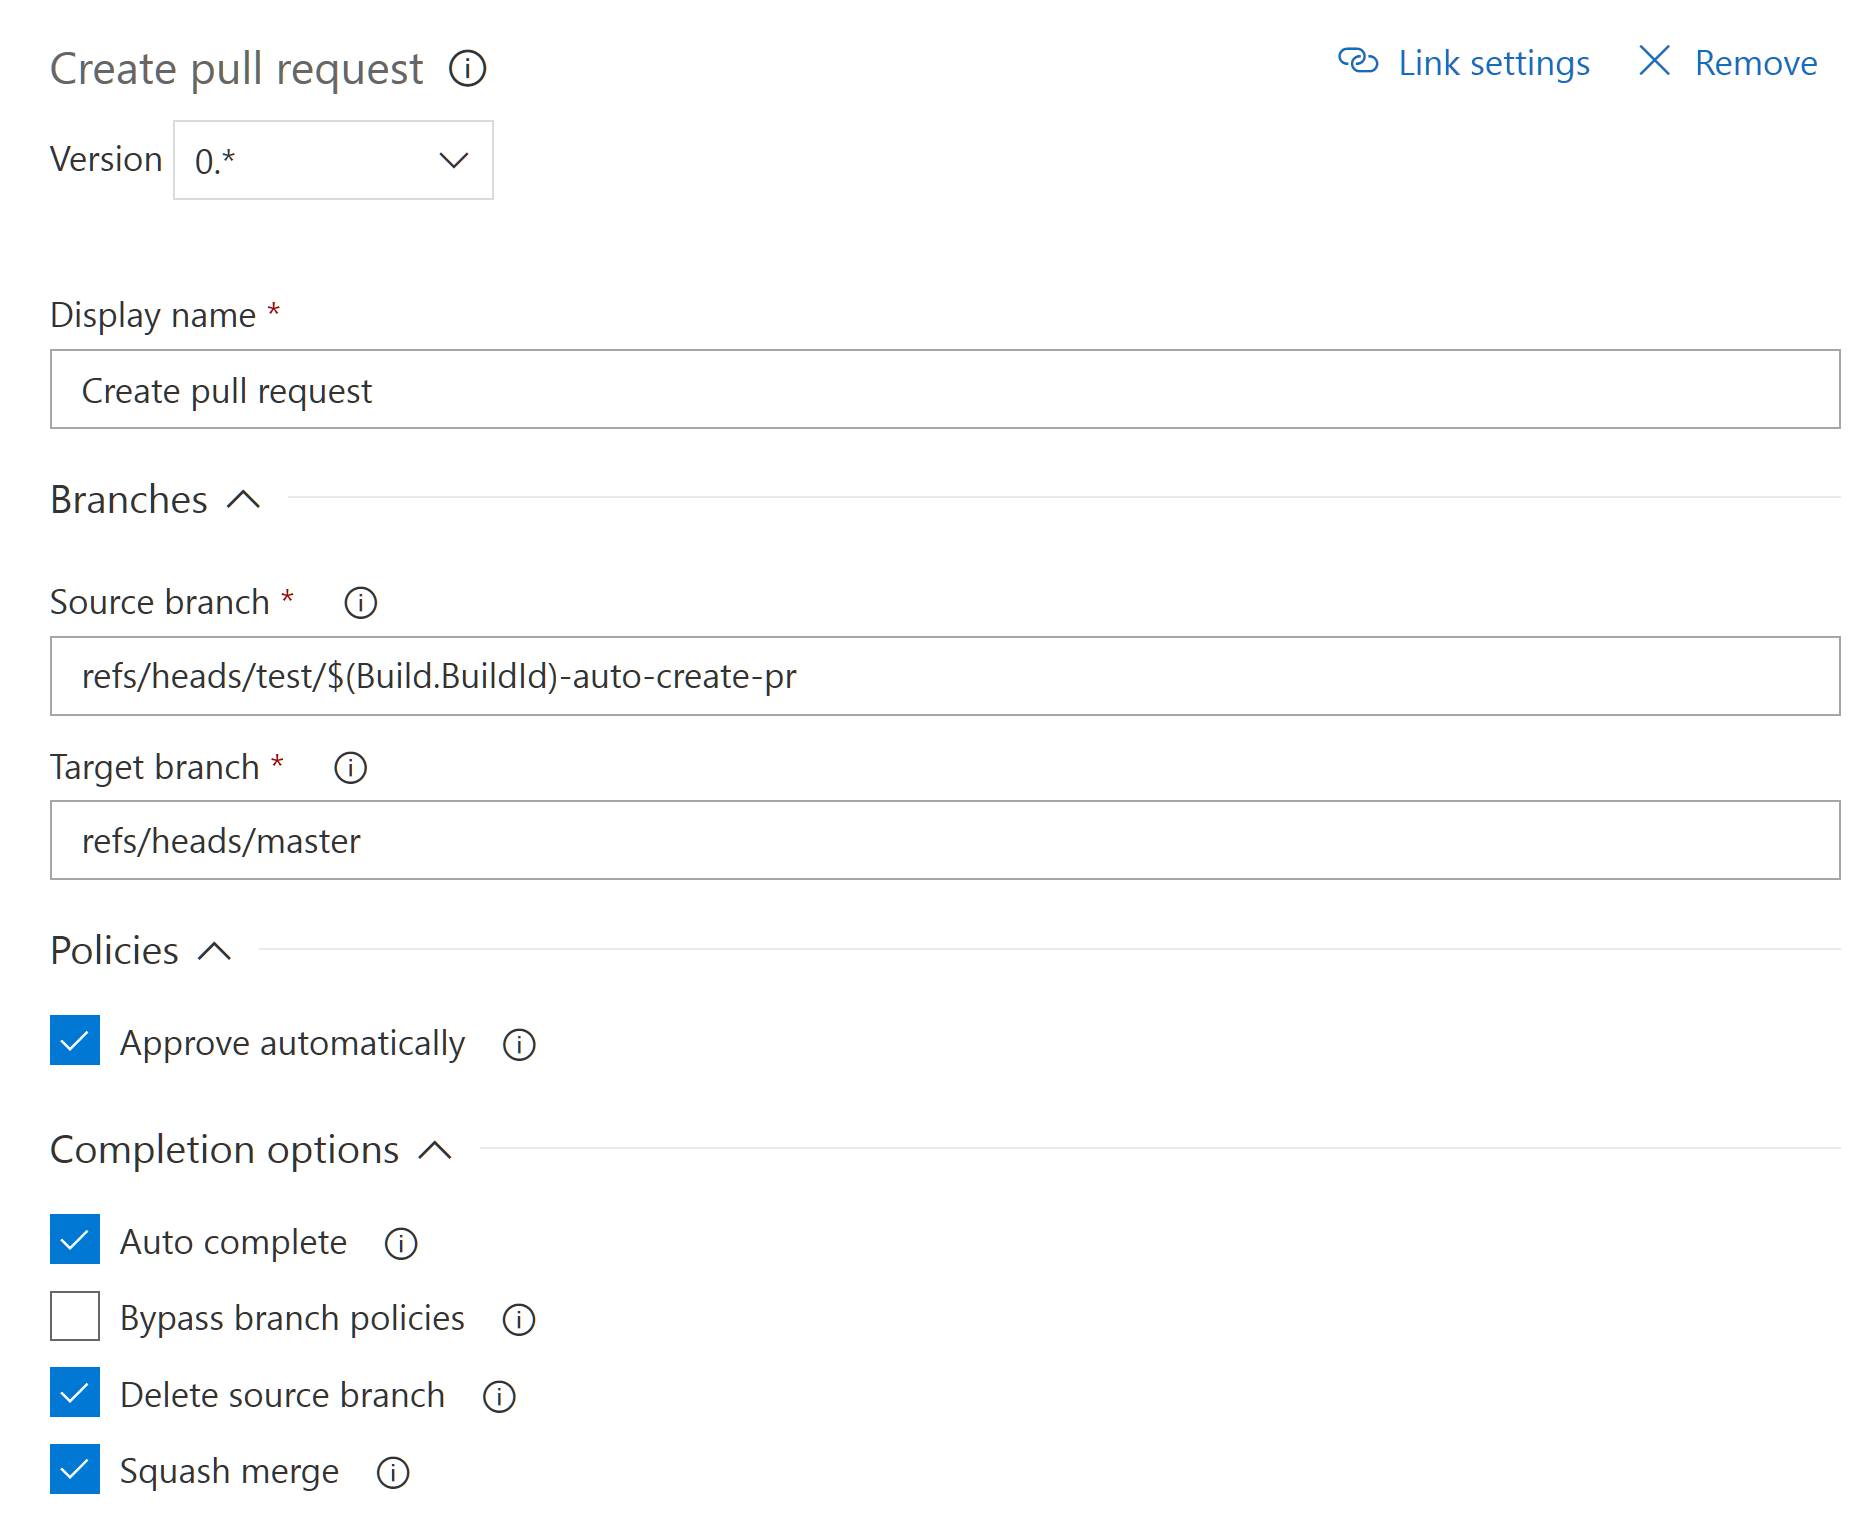 Create pull request
Link settings
Remove
Version 0.*
Display name *
Create pull request
Branches
Source branch *
refs/heads/test/$(Build.BuildId)-auto-create-pr
Target branch *
refs/heads/master
Policies
Approve automatically
Completion options
Auto complete
Bypass branch policies
Delete source branch
Squash merge